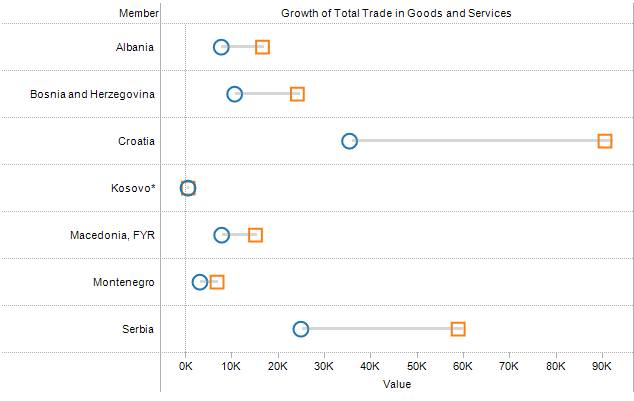 Member Growth of Total Trade in Goods and Services
Albania
Bosnia and Herzegovina
Croatia
Kosovo*
Macedonia, FYR
Montenegro
Serbia
0K 10K 20K 30K 40K 50K 60K 70K 80K 90K
Value